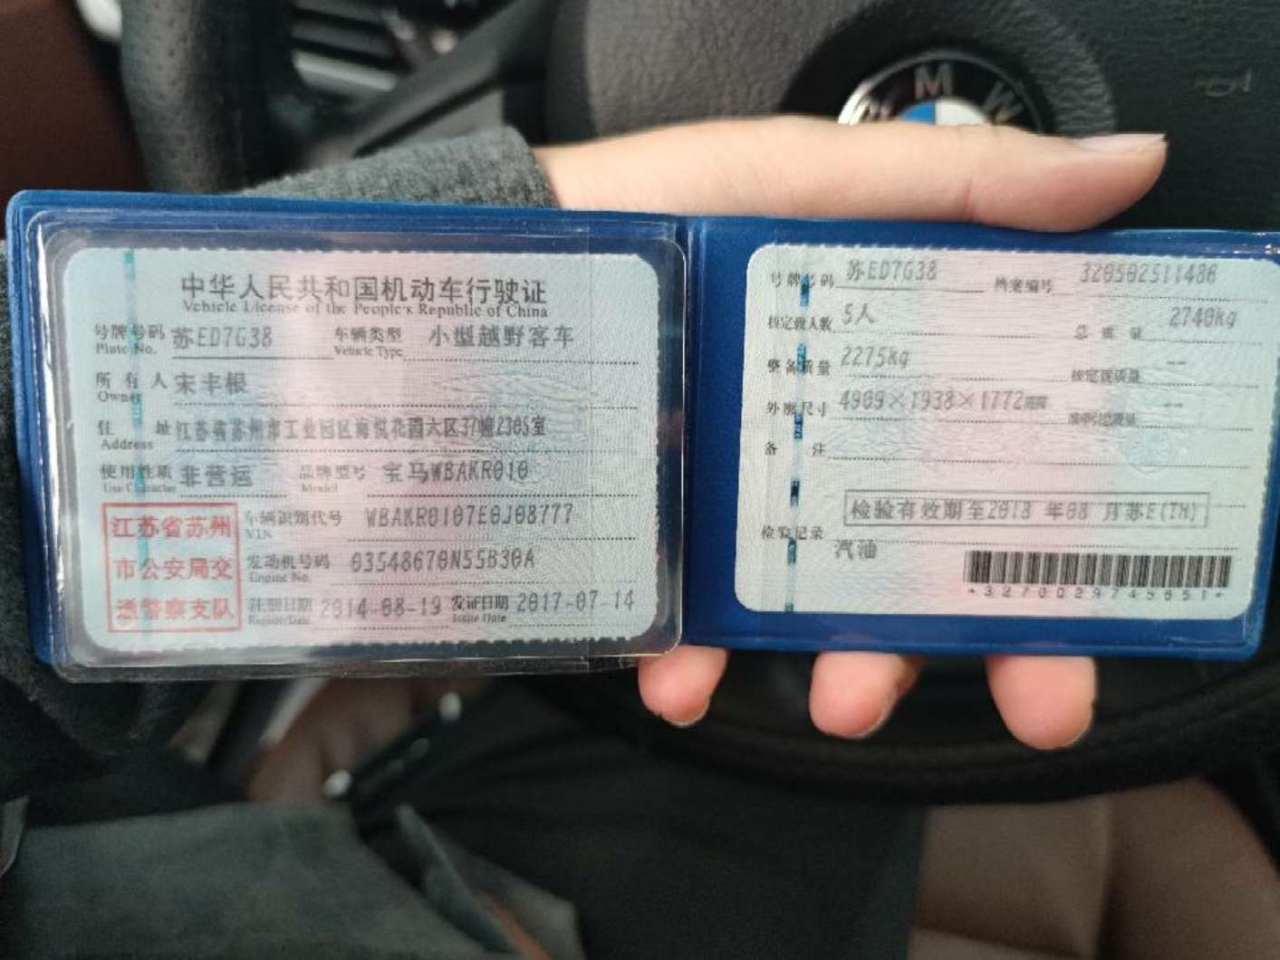 BMW
中华人民共和国机动车行驶证
Vehicle License of the People's Republic of China
号牌号码 苏ED7G38 车辆类型 小型越野客车
Plate No. Vehicle Type
所有人 宋丰根
Owner
住址 江苏省苏州市工业园区海悦花园大区37幢2305室
Address
使用性质 非营运 品牌型号 宝马WBAKR010
Use Character Model
江苏省苏州
市公安局交
通警察支队
车辆识别代号 WBAKR0107E0J08777
VIN
发动机号码 03548670N55B30A
Engine No.
注册日期 2014-08-19 发证日期 2017-07-14
Register Date Issue Date
号牌号码 苏ED7G38 档案编号 320502511486
核定载人数 5人 总质量 2740kg
整备质量 2275kg 核定载质量 --
外廓尺寸 4909×1938×1772 --
备注
检验有效期至2018 年08 月苏E(TM)
检验记录
汽油
*3270029745651*